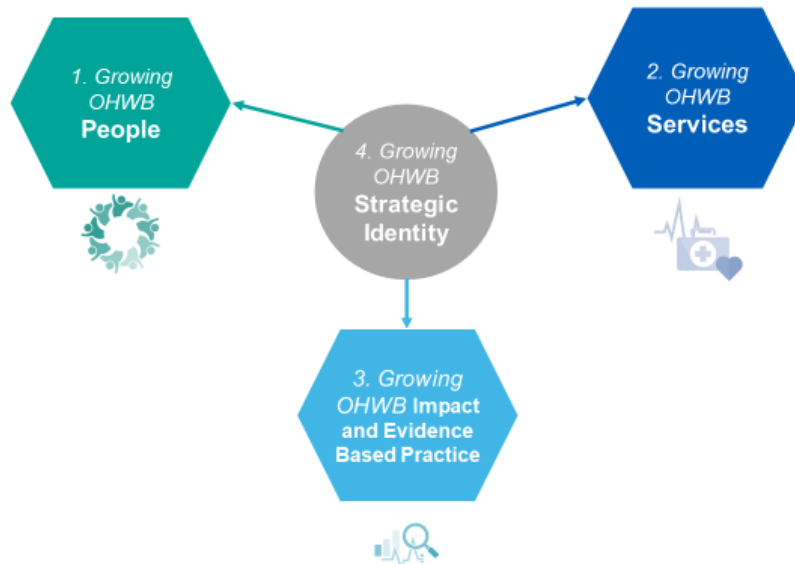 1. Growing
OHWB
People
2. Growing
OHWB
Services
4. Growing
OHWB
Strategic
Identity
3. Growing
OHWB Impact
and Evidence
Based Practice